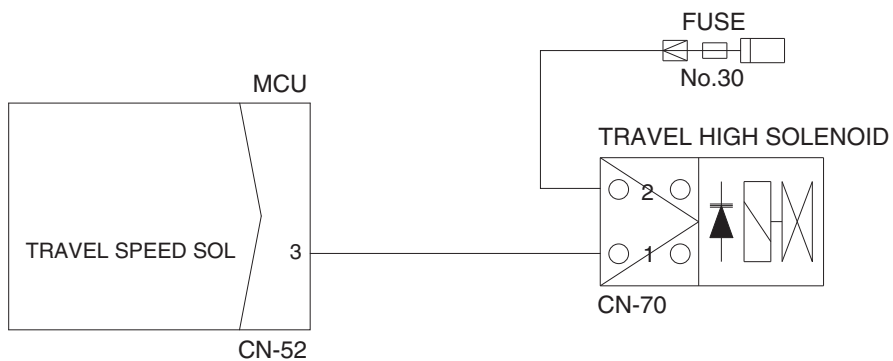 FUSE
No.30
MCU
TRAVEL HIGH SOLENOID
2
TRAVEL SPEED SOL
3
1
CN-70
CN-52